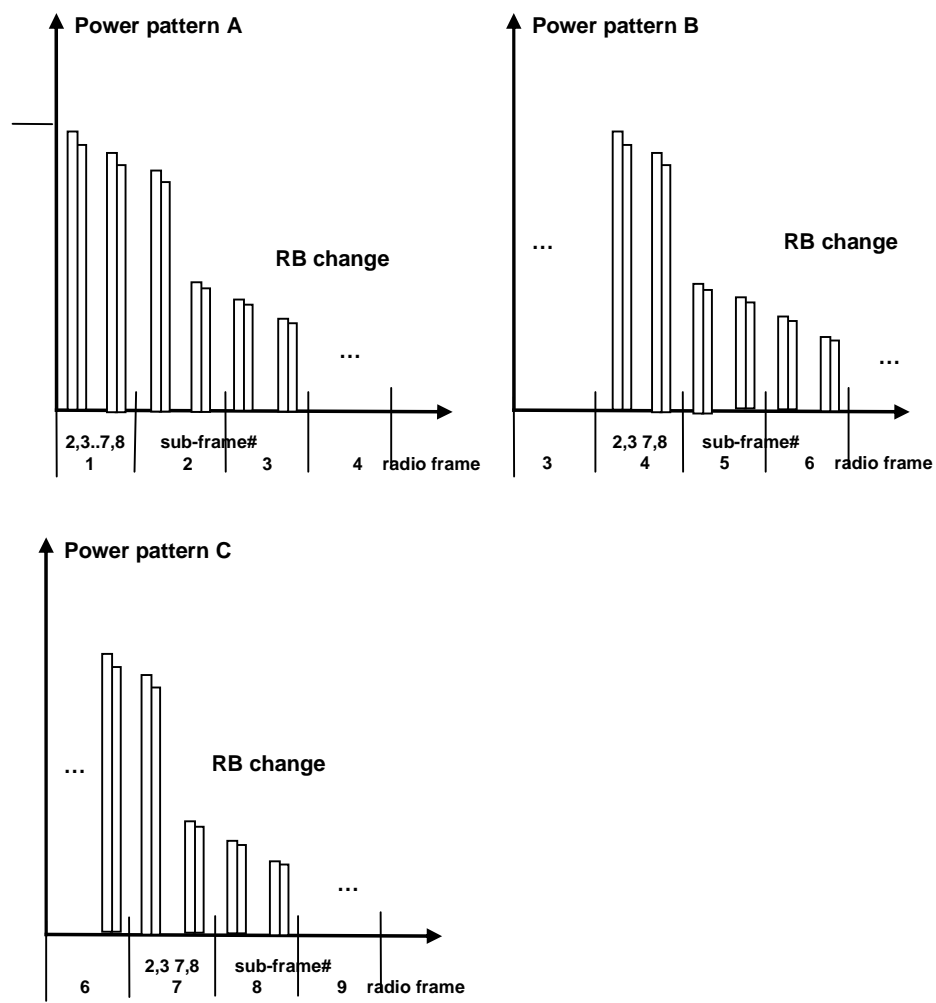 Power pattern A
RB change
...
2,3..7,8 sub-frame#
1 2 3 4 radio frame
Power pattern B
...
RB change
...
2,3 7,8 sub-frame#
3 4 5 6 radio frame
Power pattern C
...
RB change
...
2,3 7,8 sub-frame#
6 7 8 9 radio frame